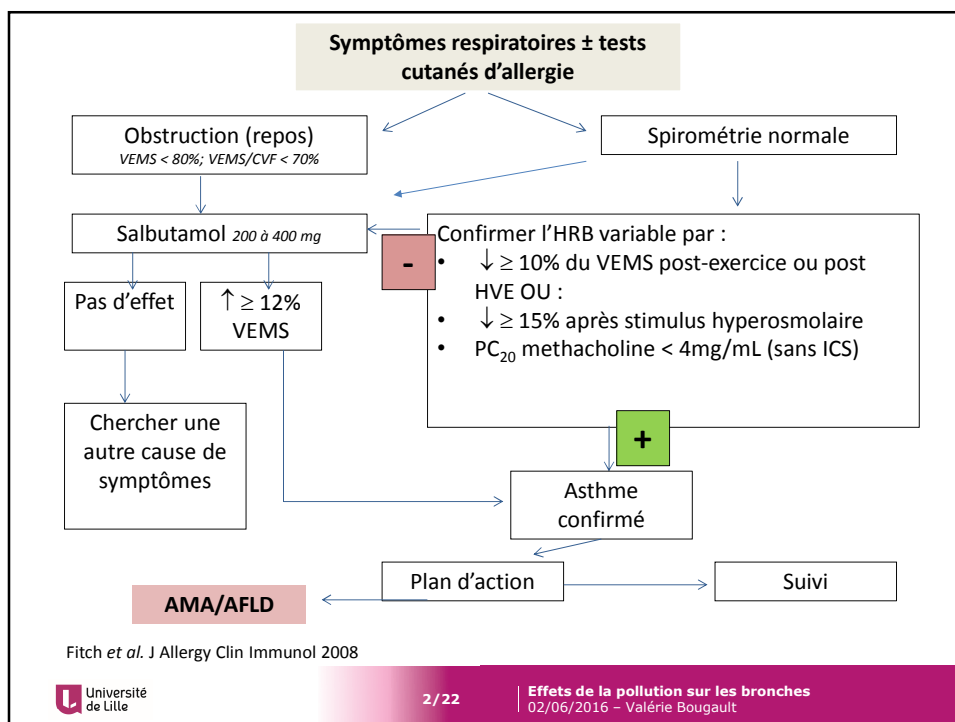 Symptômes respiratoires ± tests
cutanés d’allergie
Obstruction (repos)
VEMS < 80%; VEMS/CVF < 70%
Spirométrie normale
Salbutamol 200 à 400 mg
-
Confirmer l’HRB variable par :
• ↓ ≥ 10% du VEMS post-exercice ou post
HVE OU :
• ↓ ≥ 15% après stimulus hyperosmolaire
• PC20 methacholine < 4mg/mL (sans ICS)
Pas d’effet
↑ ≥ 12%
VEMS
Chercher une
autre cause de
symptômes
+
Asthme
confirmé
Plan d’action
Suivi
AMA/AFLD
Fitch et al. J Allergy Clin Immunol 2008
Université
de Lille
2/22
Effets de la pollution sur les bronches
02/06/2016 – Valérie Bougault